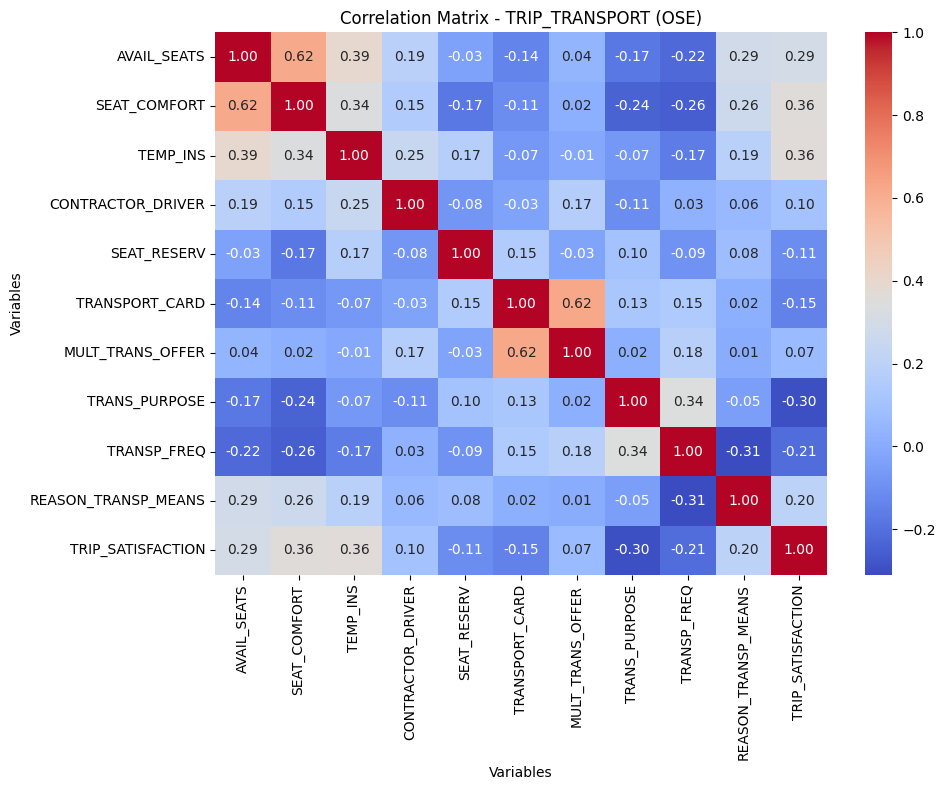 Correlation Matrix - TRIP_TRANSPORT (OSE)
AVAIL_SEATS 1.00 0.62 0.39 0.19 -0.03 -0.14 0.04 -0.17 -0.22 0.29 0.29
SEAT_COMFORT 0.62 1.00 0.34 0.15 -0.17 -0.11 0.02 -0.24 -0.26 0.26 0.36
TEMP_INS 0.39 0.34 1.00 0.25 0.17 -0.07 -0.01 -0.07 -0.17 0.19 0.36
CONTRACTOR_DRIVER 0.19 0.15 0.25 1.00 -0.08 -0.03 0.17 -0.11 0.03 0.06 0.10
SEAT_RESERV -0.03 -0.17 0.17 -0.08 1.00 0.15 -0.03 0.10 -0.09 0.08 -0.11
TRANSPORT_CARD -0.14 -0.11 -0.07 -0.03 0.15 1.00 0.62 0.13 0.15 0.02 -0.15
MULT_TRANS_OFFER 0.04 0.02 -0.01 0.17 -0.03 0.62 1.00 0.02 0.18 0.01 0.07
TRANS_PURPOSE -0.17 -0.24 -0.07 -0.11 0.10 0.13 0.02 1.00 0.34 -0.05 -0.30
TRANSP_FREQ -0.22 -0.26 -0.17 0.03 -0.09 0.15 0.18 0.34 1.00 -0.31 -0.21
REASON_TRANSP_MEANS 0.29 0.26 0.19 0.06 0.08 0.02 0.01 -0.05 -0.31 1.00 0.20
TRIP_SATISFACTION 0.29 0.36 0.36 0.10 -0.11 -0.15 0.07 -0.30 -0.21 0.20 1.00
Variables
AVAIL_SEATS
SEAT_COMFORT
TEMP_INS
CONTRACTOR_DRIVER
SEAT_RESERV
TRANSPORT_CARD
MULT_TRANS_OFFER
TRANS_PURPOSE
TRANSP_FREQ
REASON_TRANSP_MEANS
TRIP_SATISFACTION
Variables
1.0
0.8
0.6
0.4
0.2
0.0
−0.2